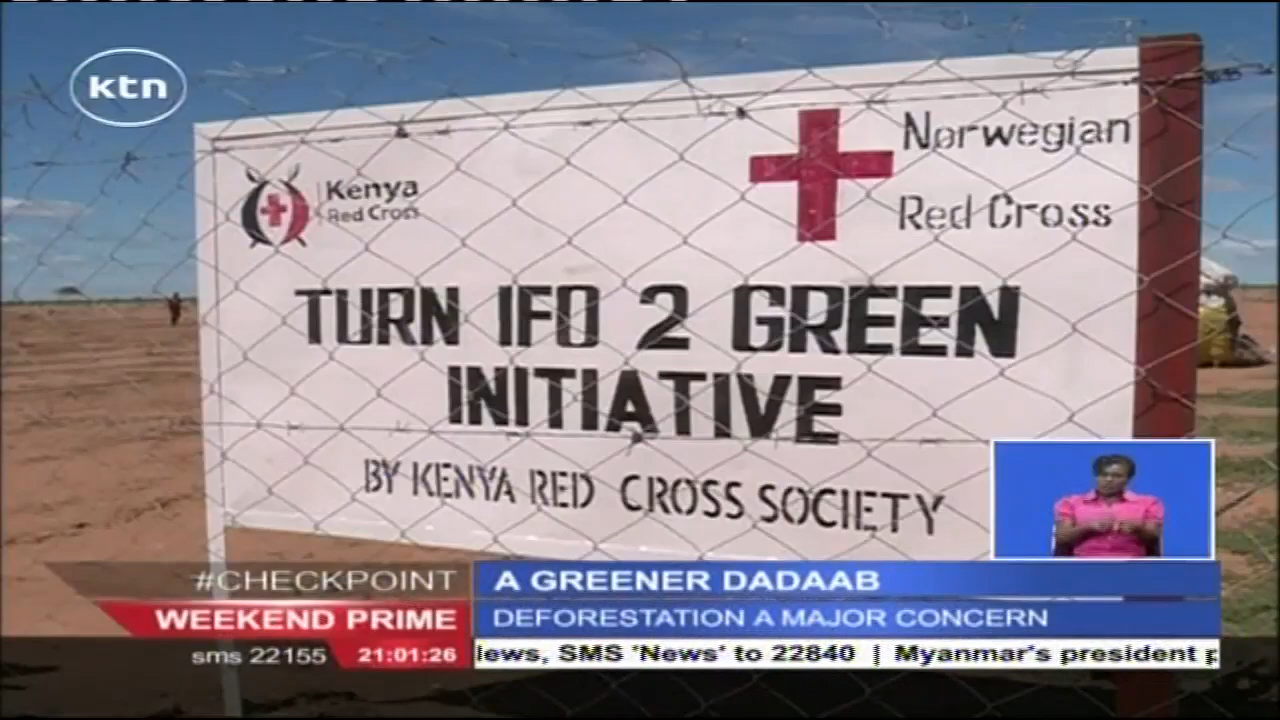 ktn
Norwegian
Kenya
Red Cross
Red Cross
TURN IFO 2 GREEN
INITIATIVE
BY KENYA RED CROSS SOCIETY
#CHECKPOINT
A GREENER DADAAB
WEEKEND PRIME
DEFORESTATION A MAJOR CONCERN
sms 22155
21:01:26
SMS 'News' to 22840 | Myanmar's president